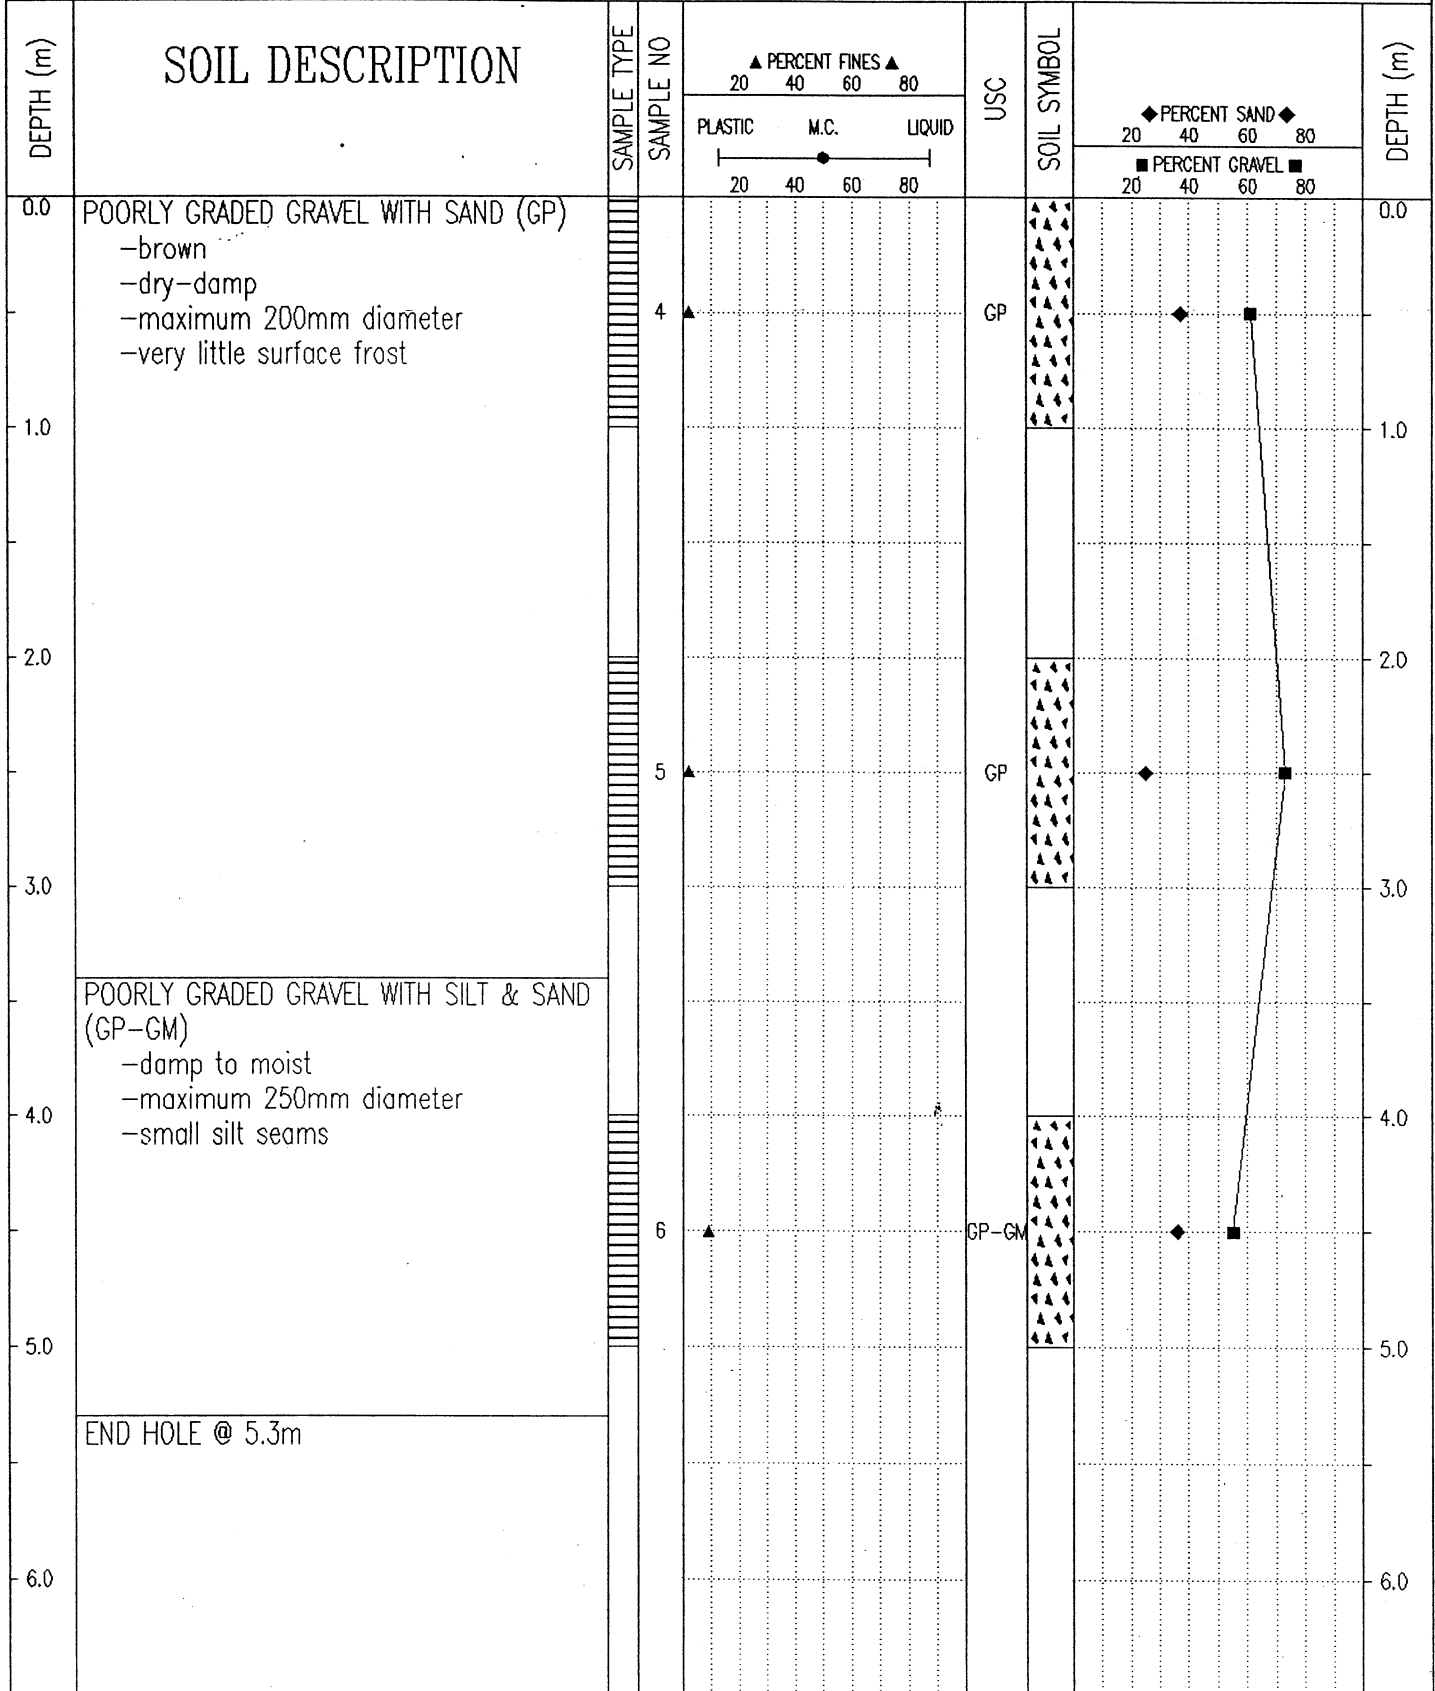 DEPTH (m)
SOIL DESCRIPTION
SAMPLE TYPE
SAMPLE NO
▲ PERCENT FINES ▲
20 40 60 80
PLASTIC M.C. LIQUID
20 40 60 80
USC
SOIL SYMBOL
◆ PERCENT SAND ◆
20 40 60 80
■ PERCENT GRAVEL ■
20 40 60 80
DEPTH (m)
0.0
POORLY GRADED GRAVEL WITH SAND (GP)
0.0
-brown
-dry-damp
-maximum 200mm diameter
4
GP
-very little surface frost
1.0
1.0
2.0
2.0
5
GP
3.0
3.0
POORLY GRADED GRAVEL WITH SILT & SAND
(GP-GM)
-damp to moist
-maximum 250mm diameter
4.0
4.0
-small silt seams
6
GP-GM
5.0
5.0
END HOLE @ 5.3m
6.0
6.0